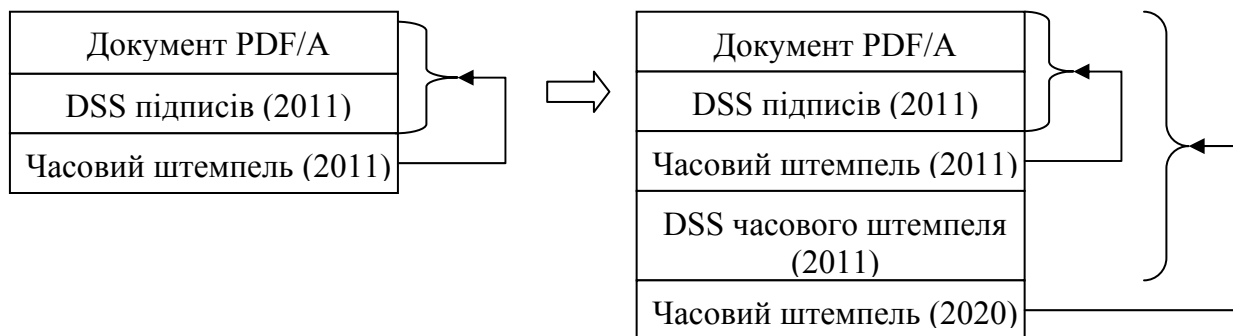 Документ PDF/A
DSS підписів (2011)
Часовий штемпель (2011)
Документ PDF/A
DSS підписів (2011)
Часовий штемпель (2011)
DSS часового штемпеля
(2011)
Часовий штемпель (2020)